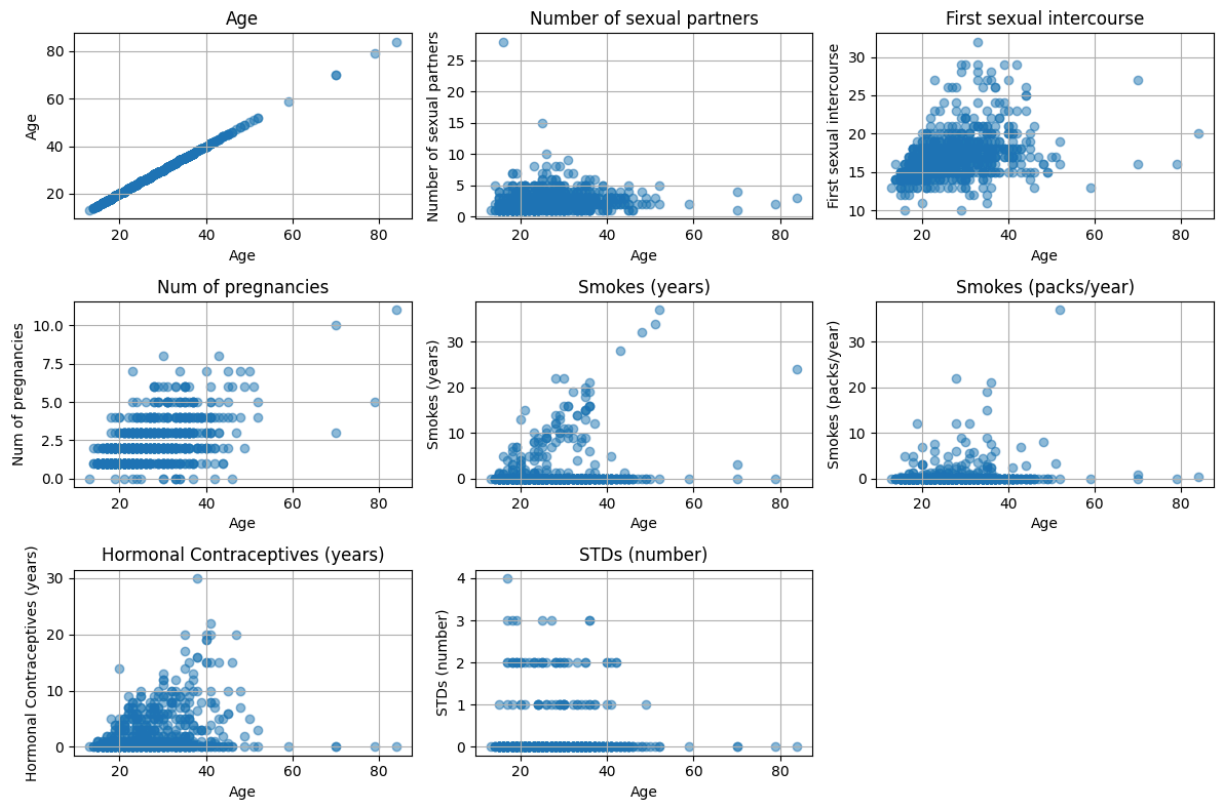 Age
Number of sexual partners
First sexual intercourse
Age
80
60
40
20
20 40 60 80
Age
Number of sexual partners
25
20
15
10
5
0
20 40 60 80
Age
First sexual intercourse
30
25
20
15
10
20 40 60 80
Age
Num of pregnancies
Smokes (years)
Smokes (packs/year)
Num of pregnancies
10.0
7.5
5.0
2.5
0.0
20 40 60 80
Age
Smokes (years)
30
20
10
0
20 40 60 80
Age
Smokes (packs/year)
30
20
10
0
20 40 60 80
Age
Hormonal Contraceptives (years)
STDs (number)
Hormonal Contraceptives (years)
30
20
10
0
20 40 60 80
Age
STDs (number)
4
3
2
1
0
20 40 60 80
Age